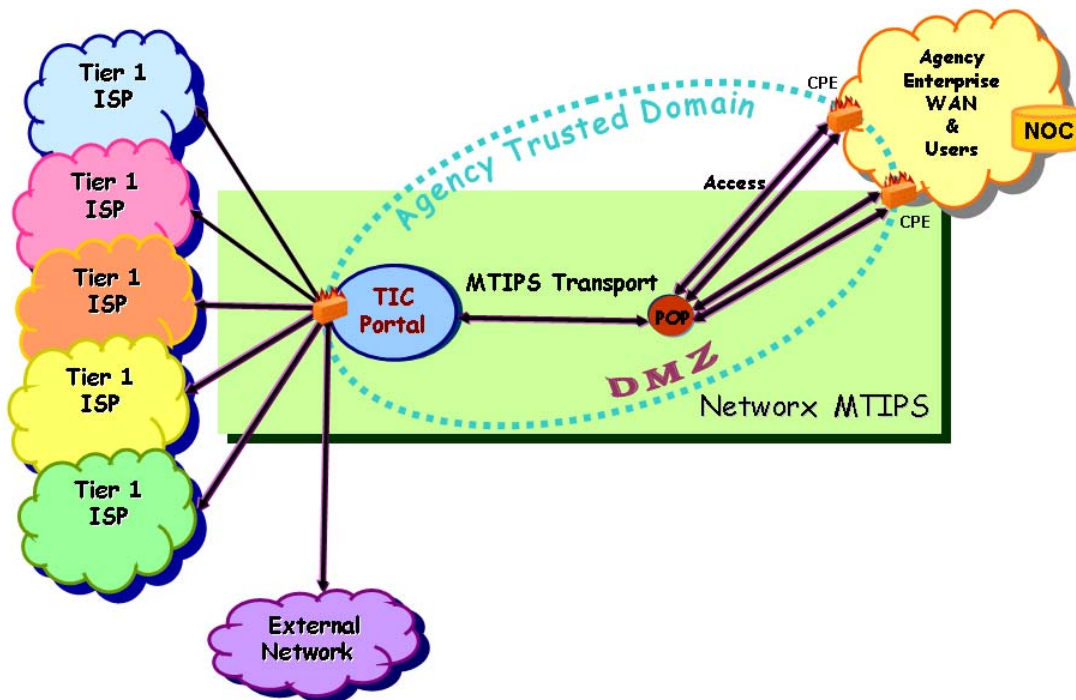 Tier 1
ISP
Tier 1
ISP
Tier 1
ISP
Tier 1
ISP
Tier 1
ISP
External
Network
TIC
Portal
MTIPS Transport
POP
Access
Agency Trusted Domain
DMZ
Networx MTIPS
CPE
CPE
Agency
Enterprise
WAN
&
Users
NOC